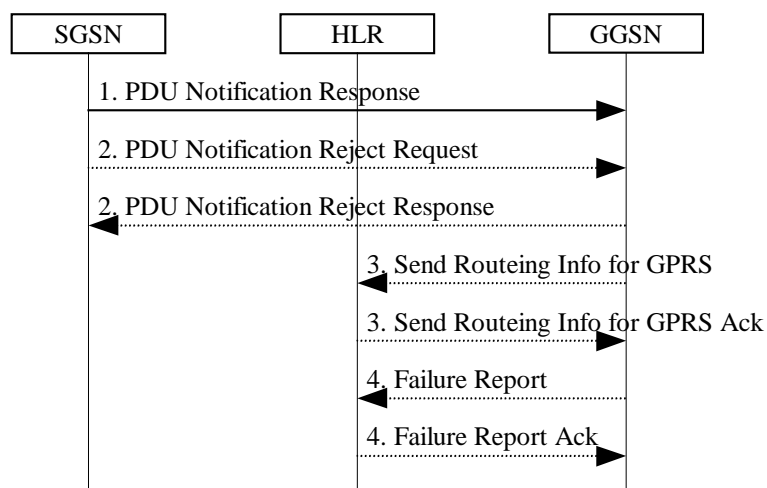 SGSN HLR GGSN
1. PDU Notification Response
2. PDU Notification Reject Request
2. PDU Notification Reject Response
3. Send Routeing Info for GPRS
3. Send Routeing Info for GPRS Ack
4. Failure Report
4. Failure Report Ack